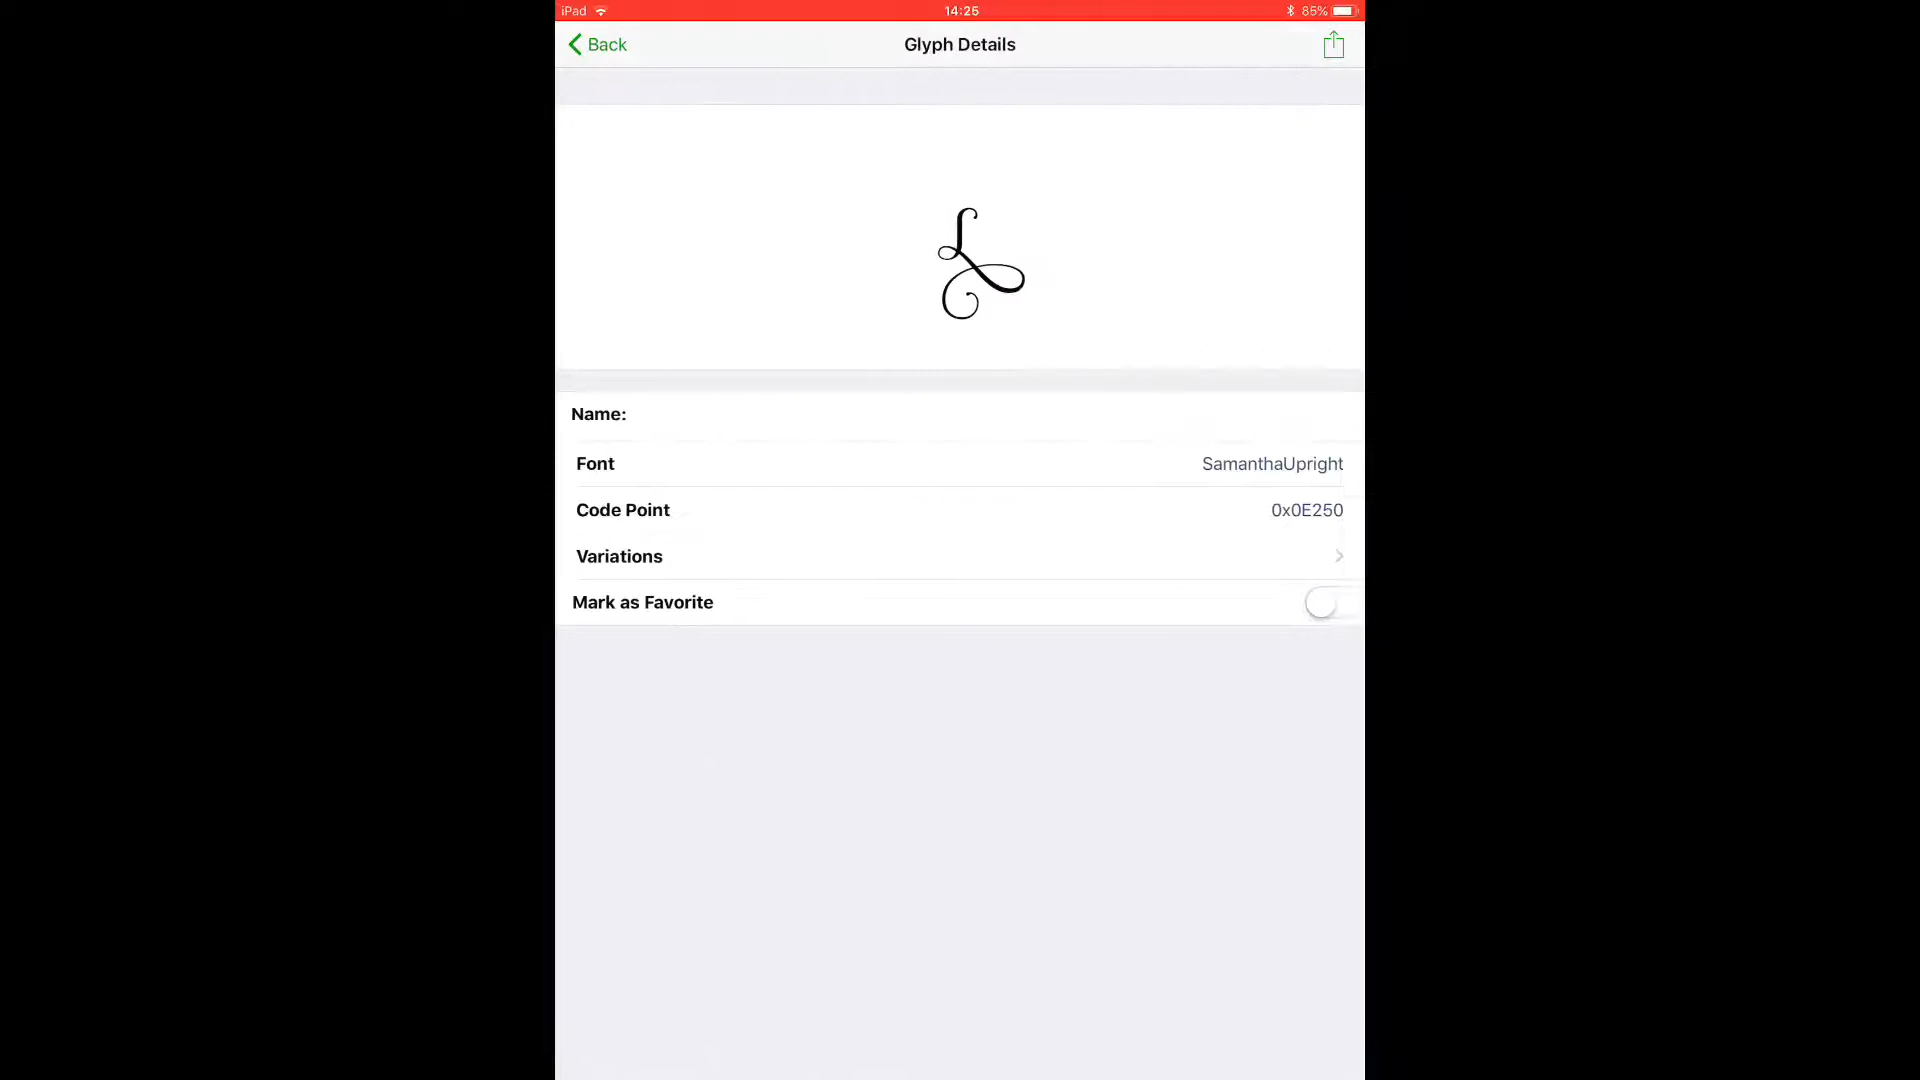 iPad 14:25 85%
Back Glyph Details
L
Name:
Font SamanthaUpright
Code Point 0x0E250
Variations
Mark as Favorite